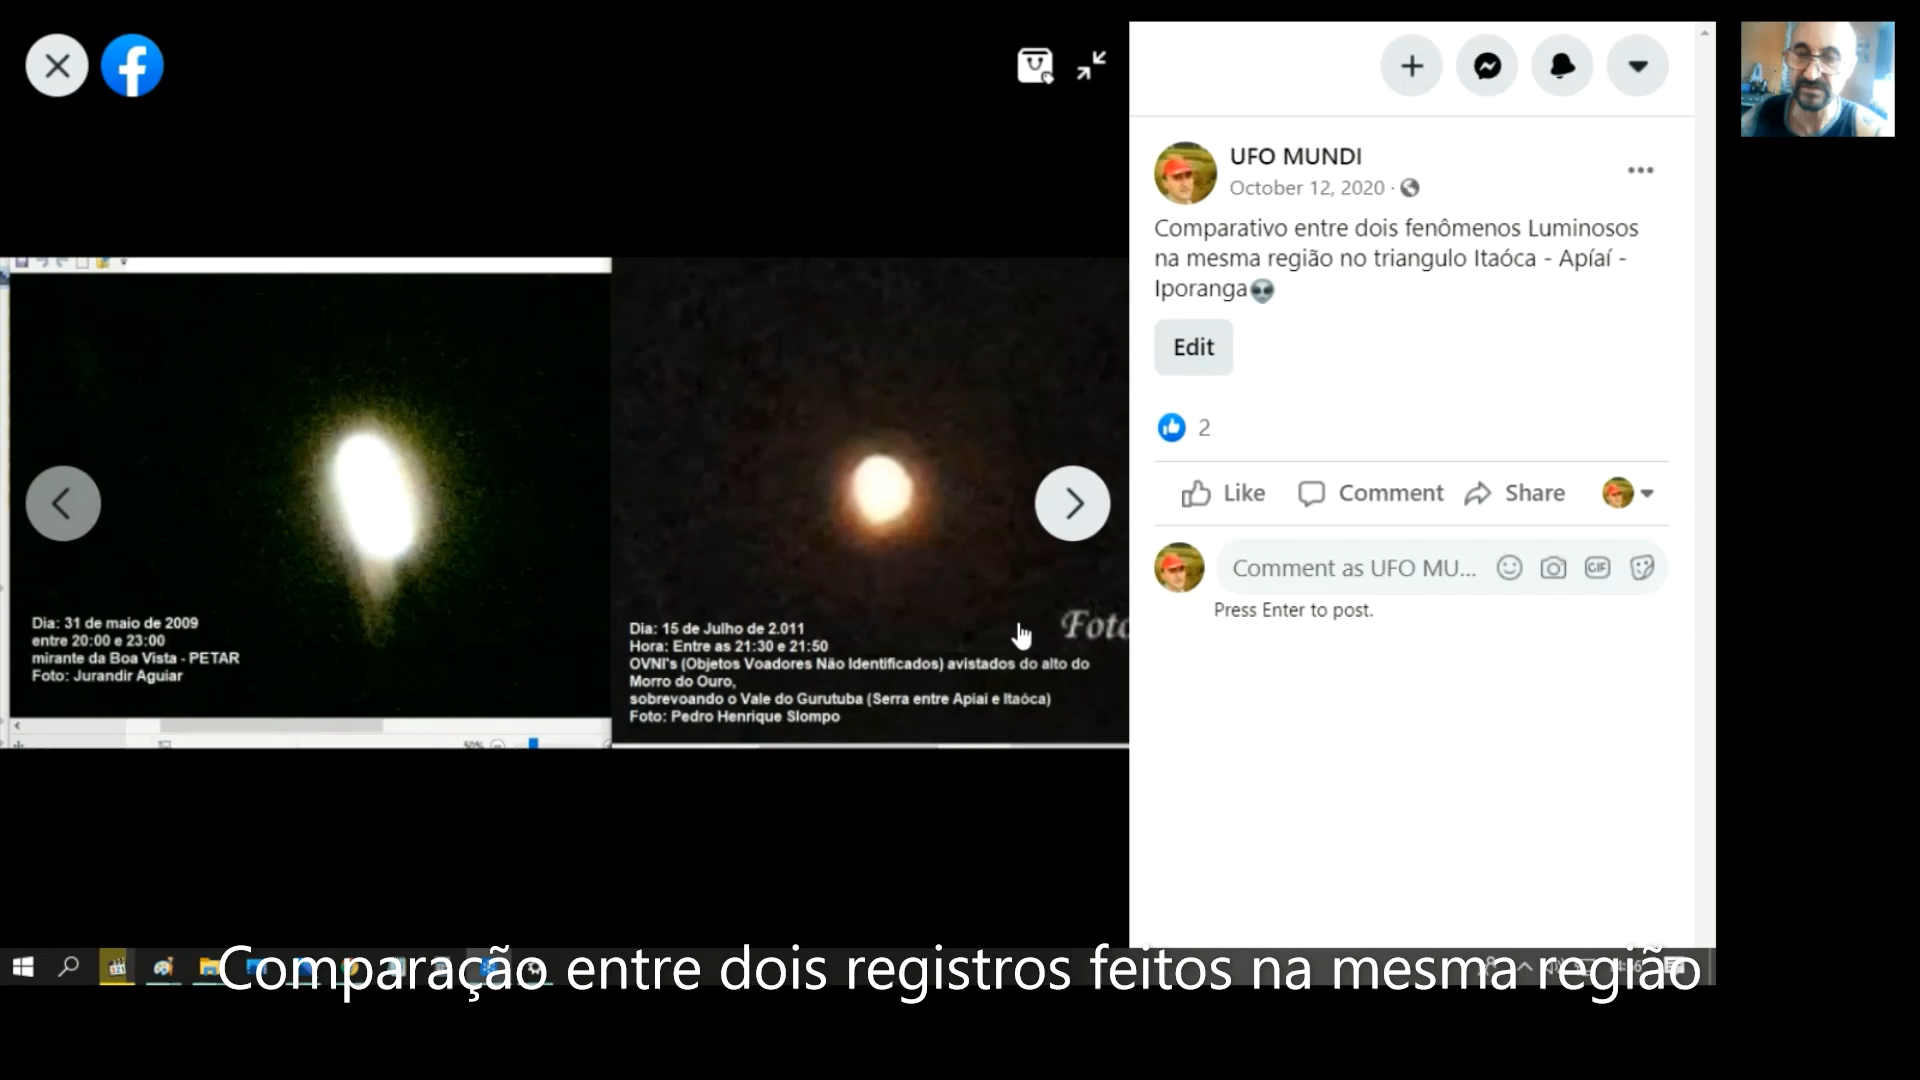 UFO MUNDI
October 12, 2020 ·
Comparativo entre dois fenômenos Luminosos
na mesma região no triangulo Itaóca - Apíaí -
Iporanga
Edit
2
Like Comment Share
Comment as UFO MU...
GIF
Press Enter to post.
Dia: 31 de maio de 2009
entre 20:00 e 23:00
mirante da Boa Vista - PETAR
Foto: Jurandir Aguiar
Foto
Dia: 15 de Julho de 2.011
Hora: Entre as 21:30 e 21:50
OVNI's (Objetos Voadores Não Identificados) avistados do alto do
Morro do Ouro,
sobrevoando o Vale do Gurutuba (Serra entre Apiai e Itaóca)
Foto: Pedro Henrique Slompo
50%
Comparação entre dois registros feitos na mesma região